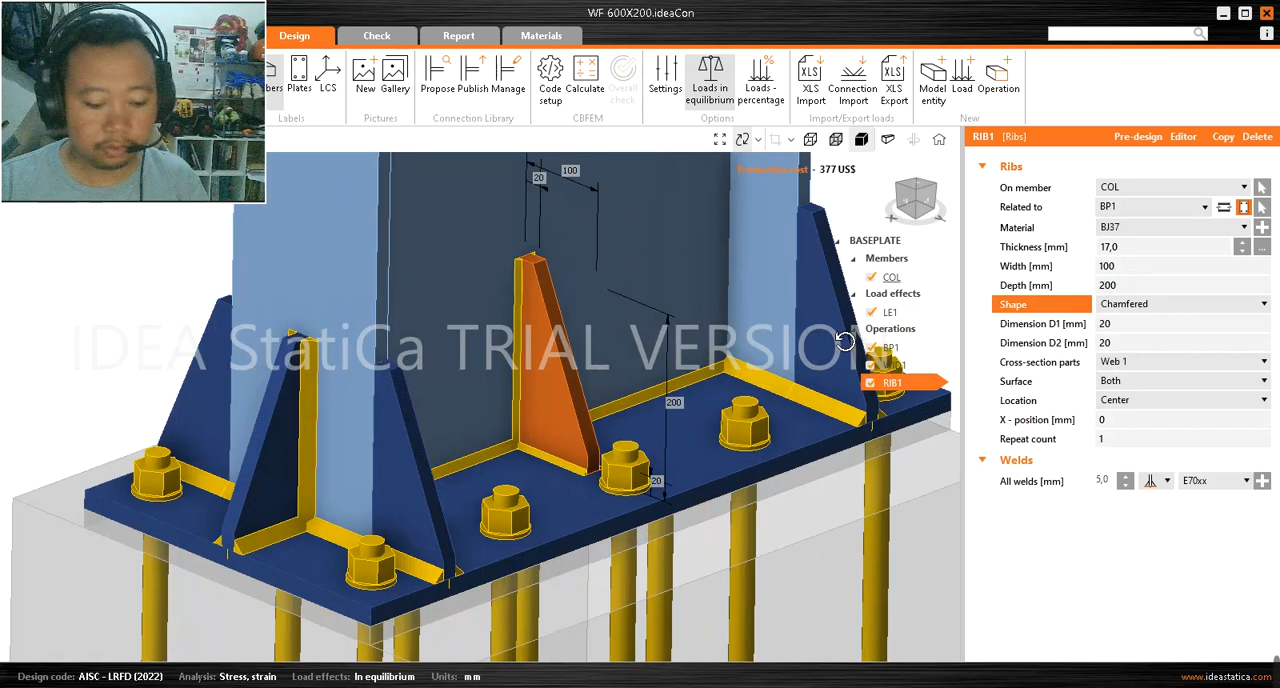 WF 600X200.ideaCon
Design
Check
Report
Materials
Plates
LCS
New
Gallery
Propose
Publish
Manage
Code setup
Calculate
Overall check
Settings
Loads in equilibrium
Loads - percentage
XLS Import
Connection Import
XLS Export
Model entity
Load
Operation
Labels
Pictures
Connection Library
CBFEM
Options
Import/Export loads
New
Production cost - 377 US$
RIB1 [Ribs]
Pre-design
Editor
Copy
Delete
Ribs
On member COL
Related to BP1
Material BJ37
Thickness [mm] 17,0
Width [mm] 100
Depth [mm] 200
Shape Chamfered
Dimension D1 [mm] 20
Dimension D2 [mm] 20
Cross-section parts Web 1
Surface Both
Location Center
X - position [mm] 0
Repeat count 1
Welds
All welds [mm] 5,0 E70xx
BASEPLATE
Members
COL
Load effects
LE1
Operations
BP1
RIB1
20
100
200
20
IDEA StatiCa TRIAL VERSION
Design code: AISC - LRFD (2022) Analysis: Stress, strain Load effects: In equilibrium Units: mm
www.ideastatica.com